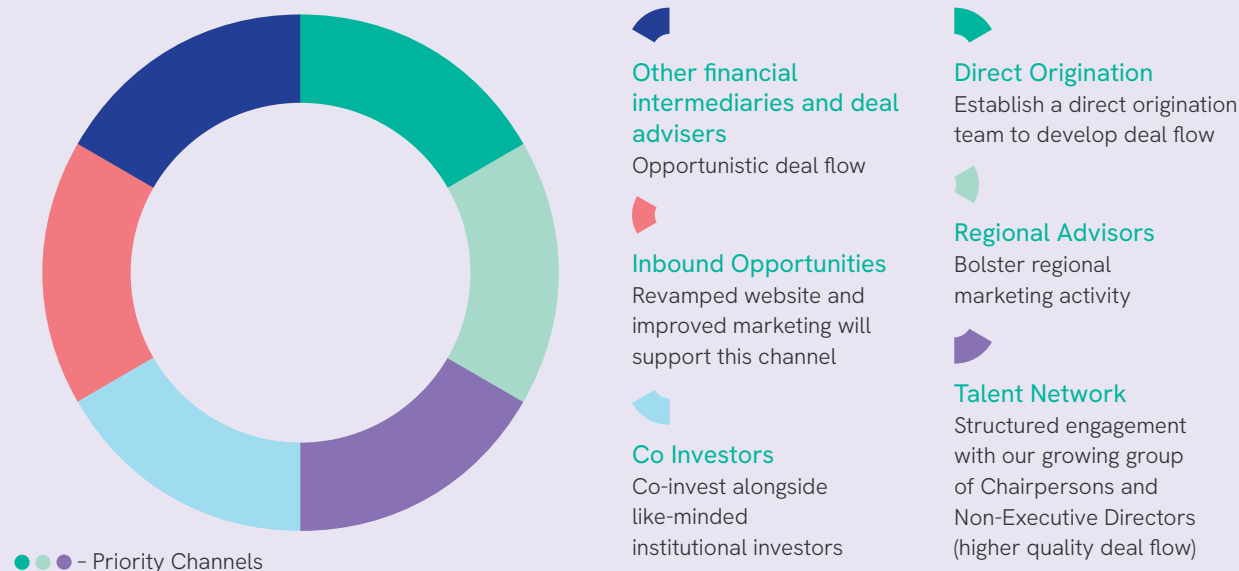 Other financial
intermediaries and deal
advisers
Opportunistic deal flow
Inbound Opportunities
Revamped website and
improved marketing will
support this channel
Co Investors
Co-invest alongside
like-minded
institutional investors
Direct Origination
Establish a direct origination
team to develop deal flow
Regional Advisors
Bolster regional
marketing activity
Talent Network
Structured engagement
with our growing group
of Chairpersons and
Non-Executive Directors
(higher quality deal flow)
– Priority Channels